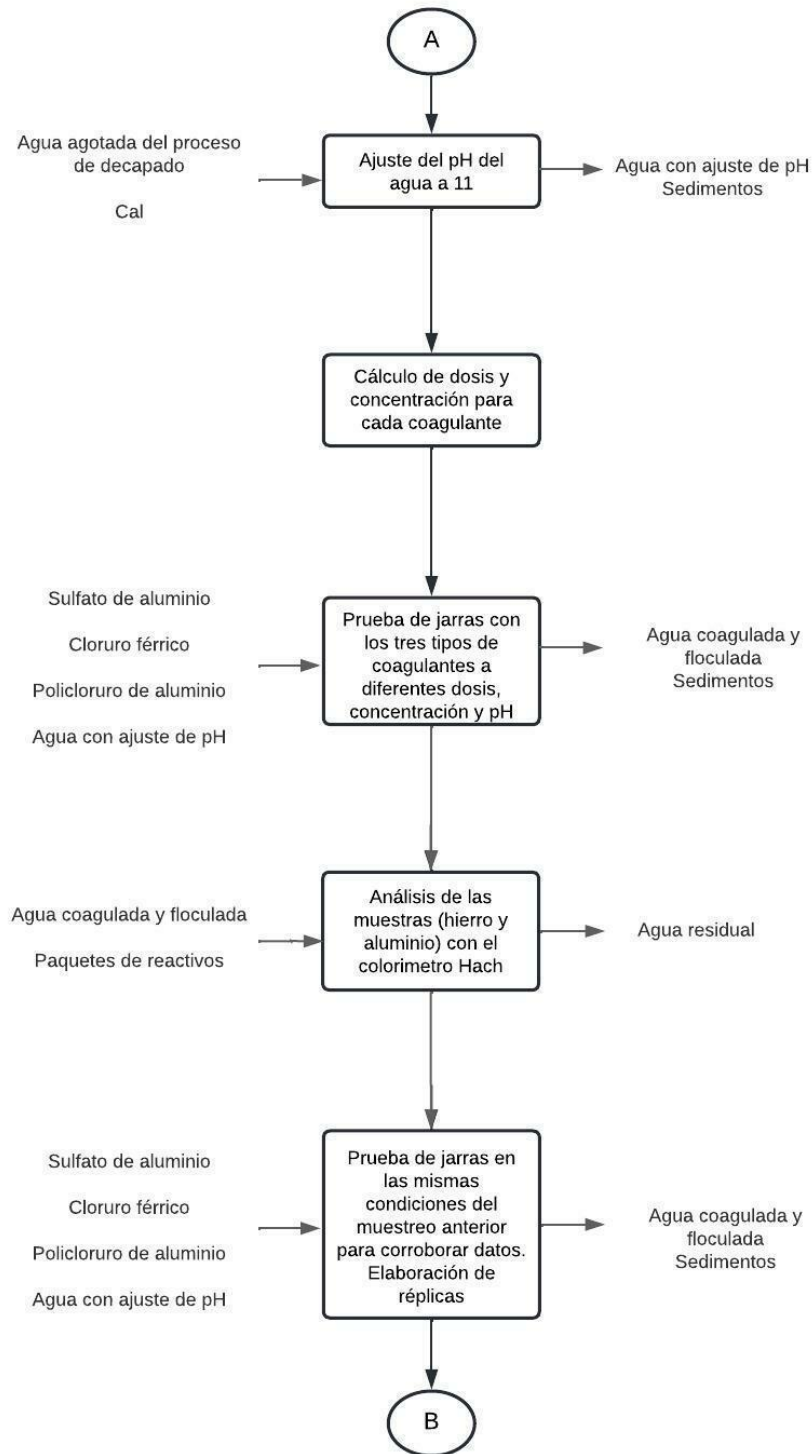 A
Agua agotada del proceso
de decapado
Cal
Ajuste del pH del
agua a 11
Agua con ajuste de pH
Sedimentos
Cálculo de dosis y
concentración para
cada coagulante
Sulfato de aluminio
Cloruro férrico
Policloruro de aluminio
Agua con ajuste de pH
Prueba de jarras con
los tres tipos de
coagulantes a
diferentes dosis,
concentración y pH
Agua coagulada y
floculada
Sedimentos
Agua coagulada y floculada
Paquetes de reactivos
Análisis de las
muestras (hierro y
aluminio) con el
colorimetro Hach
Agua residual
Sulfato de aluminio
Cloruro férrico
Policloruro de aluminio
Agua con ajuste de pH
Prueba de jarras en
las mismas
condiciones del
muestreo anterior
para corroborar datos.
Elaboración de
réplicas
Agua coagulada y
floculada
Sedimentos
B